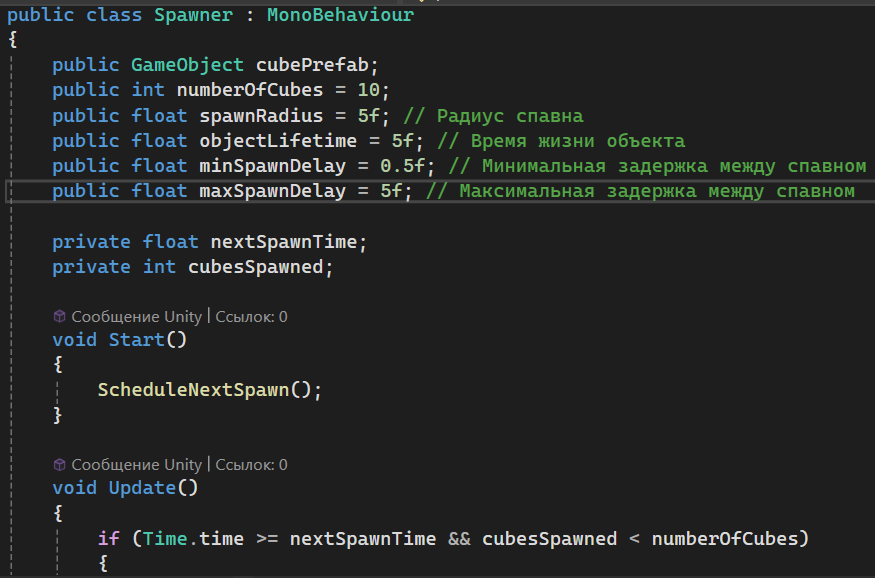 public class Spawner : MonoBehaviour
{
public GameObject cubePrefab;
public int numberOfCubes = 10;
public float spawnRadius = 5f; // Радиус спавна
public float objectLifetime = 5f; // Время жизни объекта
public float minSpawnDelay = 0.5f; // Минимальная задержка между спавном
public float maxSpawnDelay = 5f; // Максимальная задержка между спавном
private float nextSpawnTime;
private int cubesSpawned;
Сообщение Unity | Ссылок: 0
void Start()
{
ScheduleNextSpawn();
}
Сообщение Unity | Ссылок: 0
void Update()
{
if (Time.time >= nextSpawnTime && cubesSpawned < numberOfCubes)
{